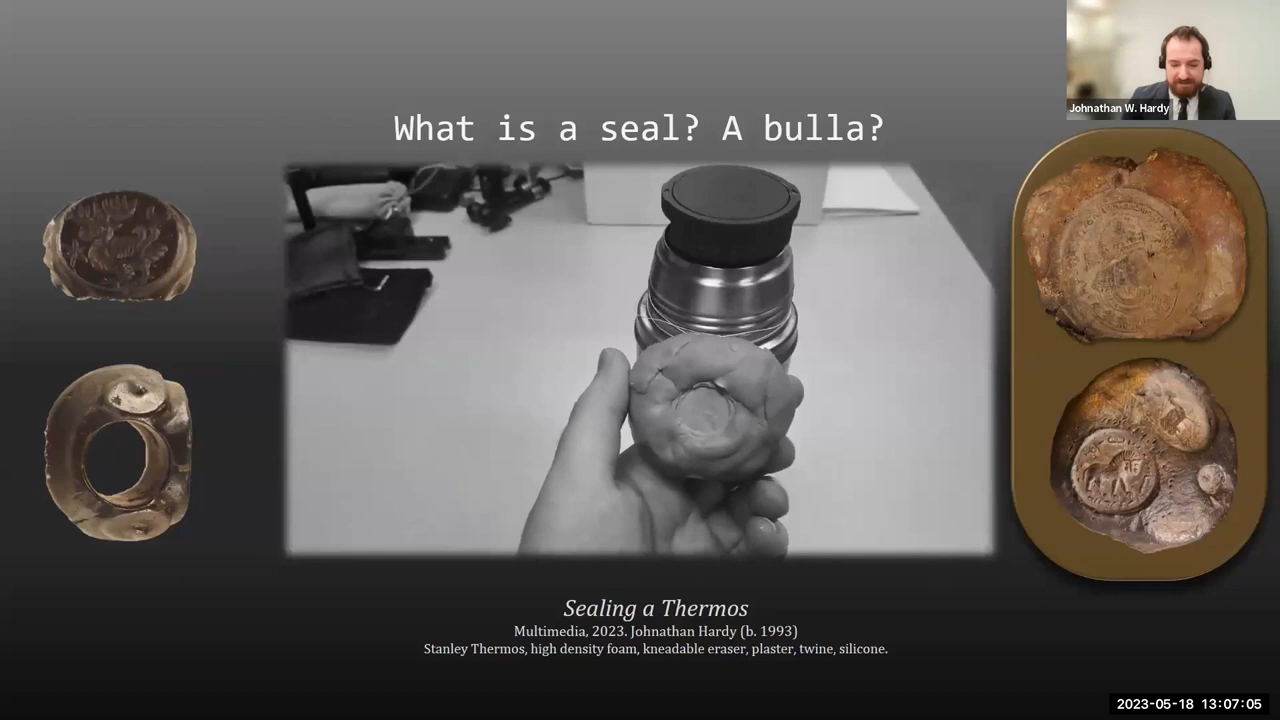 Johnathan W. Hardy
What is a seal? A bulla?
Sealing a Thermos
Multimedia, 2023. Johnathan Hardy (b. 1993)
Stanley Thermos, high density foam, kneadable eraser, plaster, twine, silicone.
2023-05-18 13:07:05